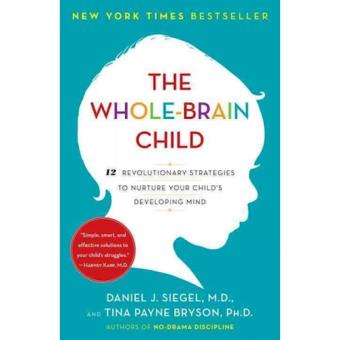 NEW YORK TIMES BESTSELLER
THE
WHOLE-BRAIN
CHILD
12 REVOLUTIONARY STRATEGIES
TO NURTURE YOUR CHILD'S
DEVELOPING MIND
"Simple, smart, and
effective solutions to
your child's struggles."
—HARVEY KARP, M.D.
DANIEL J. SIEGEL, M.D.,
AND TINA PAYNE BRYSON, PH.D.
AUTHORS OF NO-DRAMA DISCIPLINE